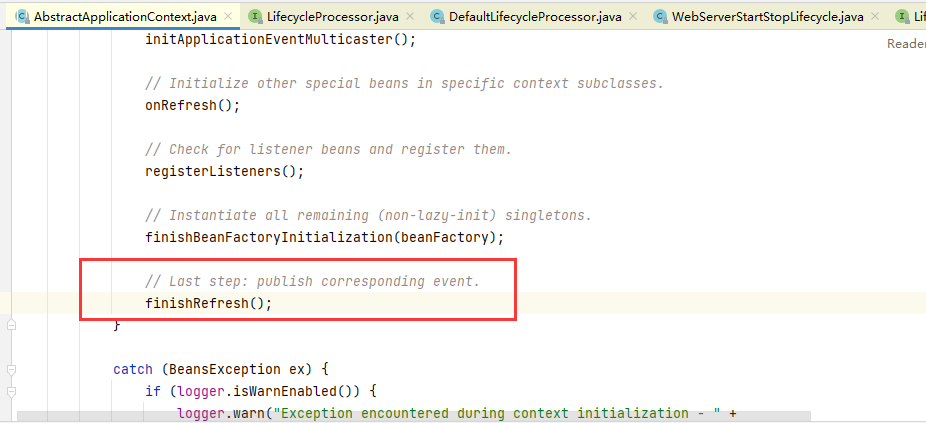 AbstractApplicationContext.java LifecycleProcessor.java DefaultLifecycleProcessor.java WebServerStartStopLifecycle.java Lif
Reader
initApplicationEventMulticaster();
// Initialize other special beans in specific context subclasses.
onRefresh();
// Check for listener beans and register them.
registerListeners();
// Instantiate all remaining (non-lazy-init) singletons.
finishBeanFactoryInitialization(beanFactory);
// Last step: publish corresponding event.
finishRefresh();
}
catch (BeansException ex) {
if (logger.isWarnEnabled()) {
logger.warn("Exception encountered during context initialization - " +